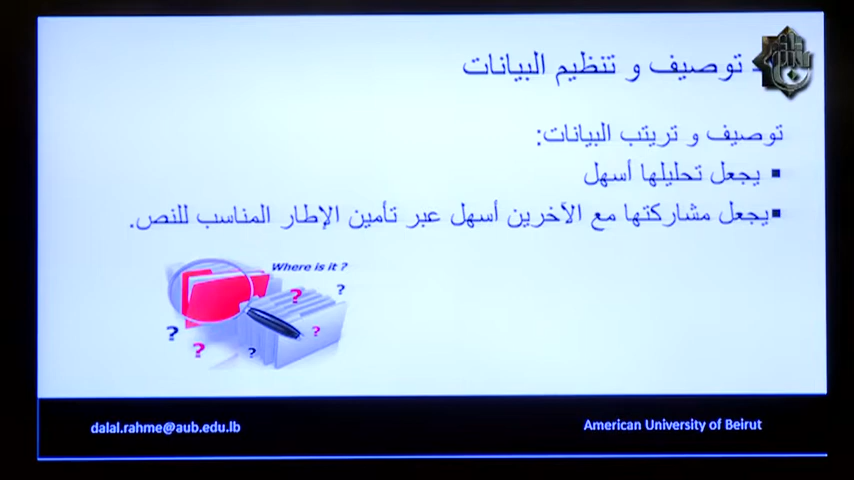 توصيف و تنظيم البيانات
توصيف و تريتب البيانات:
▪ يجعل تحليلها أسهل
▪ يجعل مشاركتها مع الآخرين أسهل عبر تأمين الإطار المناسب للنص.
Where is it ?
? ? ? ? ? ?
dalal.rahme@aub.edu.lb
American University of Beirut